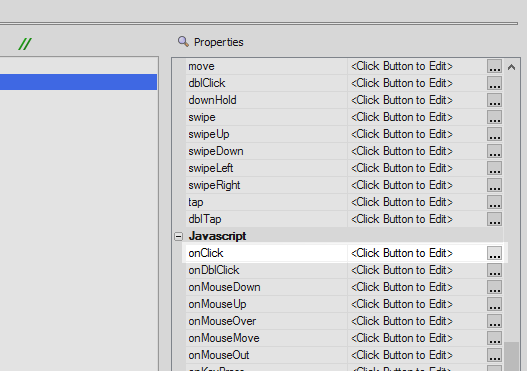 //
Properties
move <Click Button to Edit> ...
dblClick <Click Button to Edit> ...
downHold <Click Button to Edit> ...
swipe <Click Button to Edit> ...
swipeUp <Click Button to Edit> ...
swipeDown <Click Button to Edit> ...
swipeLeft <Click Button to Edit> ...
swipeRight <Click Button to Edit> ...
tap <Click Button to Edit> ...
dblTap <Click Button to Edit> ...
Javascript
onClick <Click Button to Edit> ...
onDblClick <Click Button to Edit> ...
onMouseDown <Click Button to Edit> ...
onMouseUp <Click Button to Edit> ...
onMouseOver <Click Button to Edit> ...
onMouseMove <Click Button to Edit> ...
onMouseOut <Click Button to Edit> ...